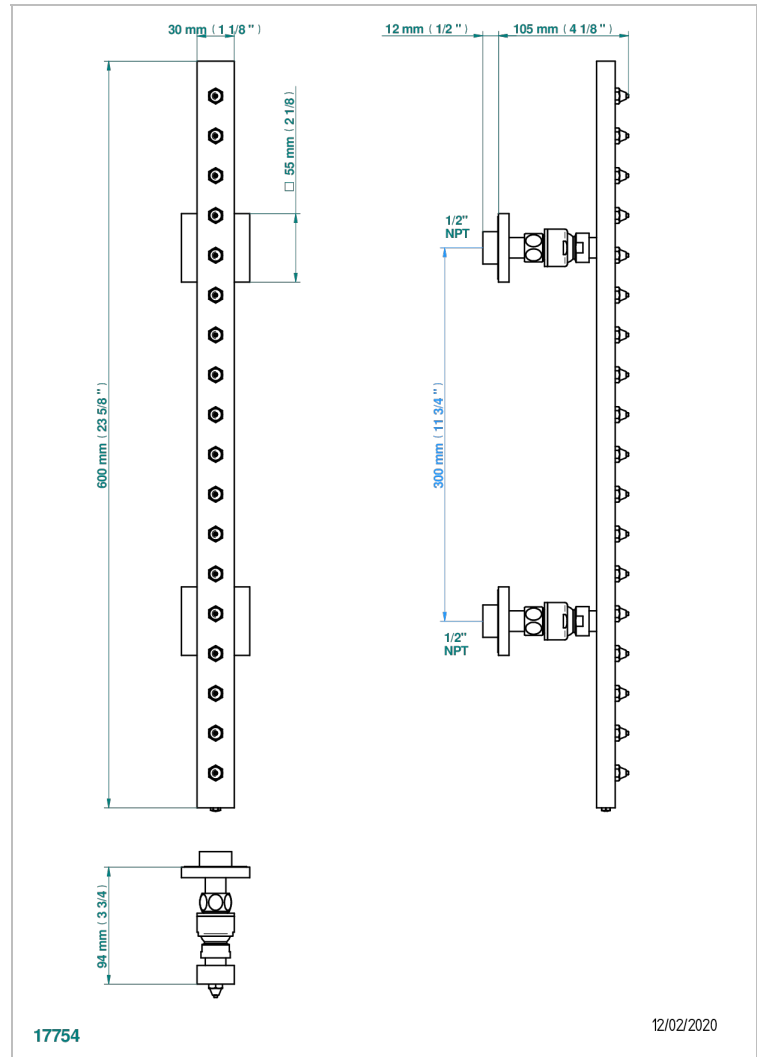 30 mm ( 1 1/8" )
12 mm ( 1/2" )
105 mm ( 4 1/8" )
□ 55 mm ( 2 1/8)
1/2"
NPT
600 mm ( 23 5/8" )
300 mm ( 11 3/4" )
1/2"
NPT
94 mm ( 3 3/4 )
17754
12/02/2020